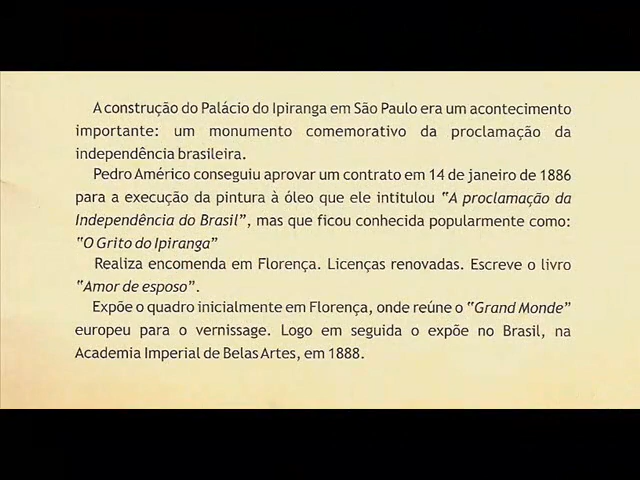 A construção do Palácio do Ipiranga em São Paulo era um acontecimento
importante: um monumento comemorativo da proclamação da
independência brasileira.
Pedro Américo conseguiu aprovar um contrato em 14 de janeiro de 1886
para a execução da pintura à óleo que ele intitulou “A proclamação da
Independência do Brasil”, mas que ficou conhecida popularmente como:
“O Grito do Ipiranga”
Realiza encomenda em Florença. Licenças renovadas. Escreve o livro
“Amor de esposo”.
Expõe o quadro inicialmente em Florença, onde reúne o “Grand Monde”
europeu para o vernissage. Logo em seguida o expõe no Brasil, na
Academia Imperial de Belas Artes, em 1888.